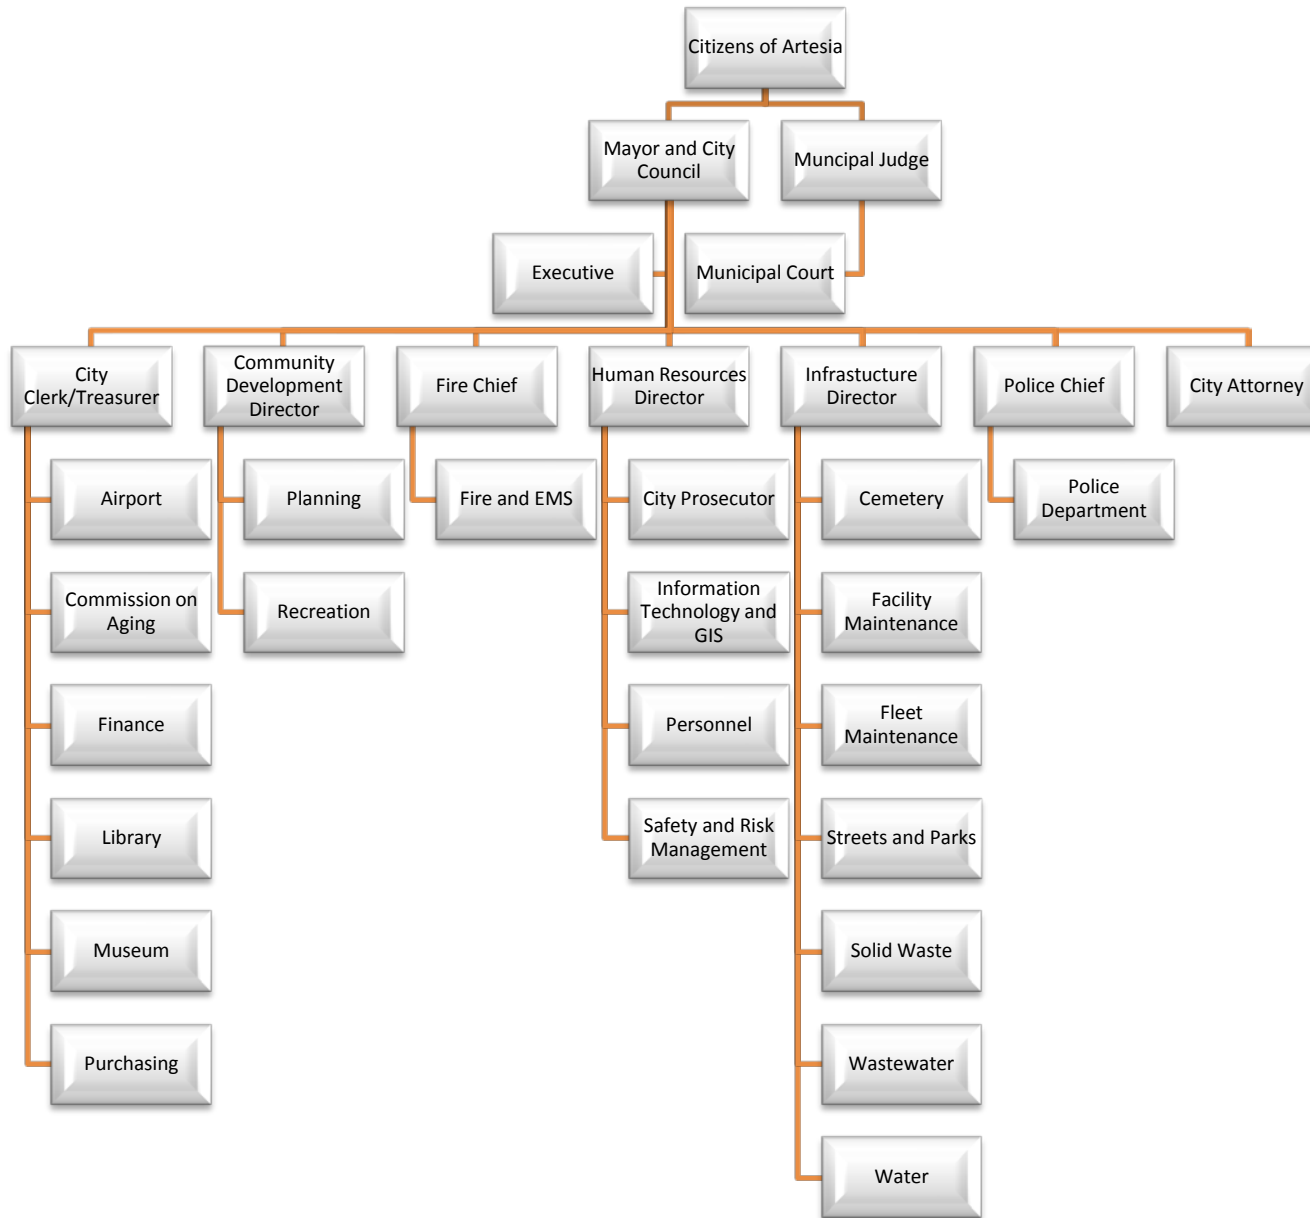 Citizens of Artesia
Mayor and City
Council
Muncipal Judge
Executive
Municipal Court
City
Clerk/Treasurer
Community
Development
Director
Fire Chief
Human Resources
Director
Infrastucture
Director
Police Chief
City Attorney
Airport
Commission on
Aging
Finance
Library
Museum
Purchasing
Planning
Recreation
Fire and EMS
City Prosecutor
Information
Technology and
GIS
Personnel
Safety and Risk
Management
Cemetery
Facility
Maintenance
Fleet
Maintenance
Streets and Parks
Solid Waste
Wastewater
Water
Police
Department